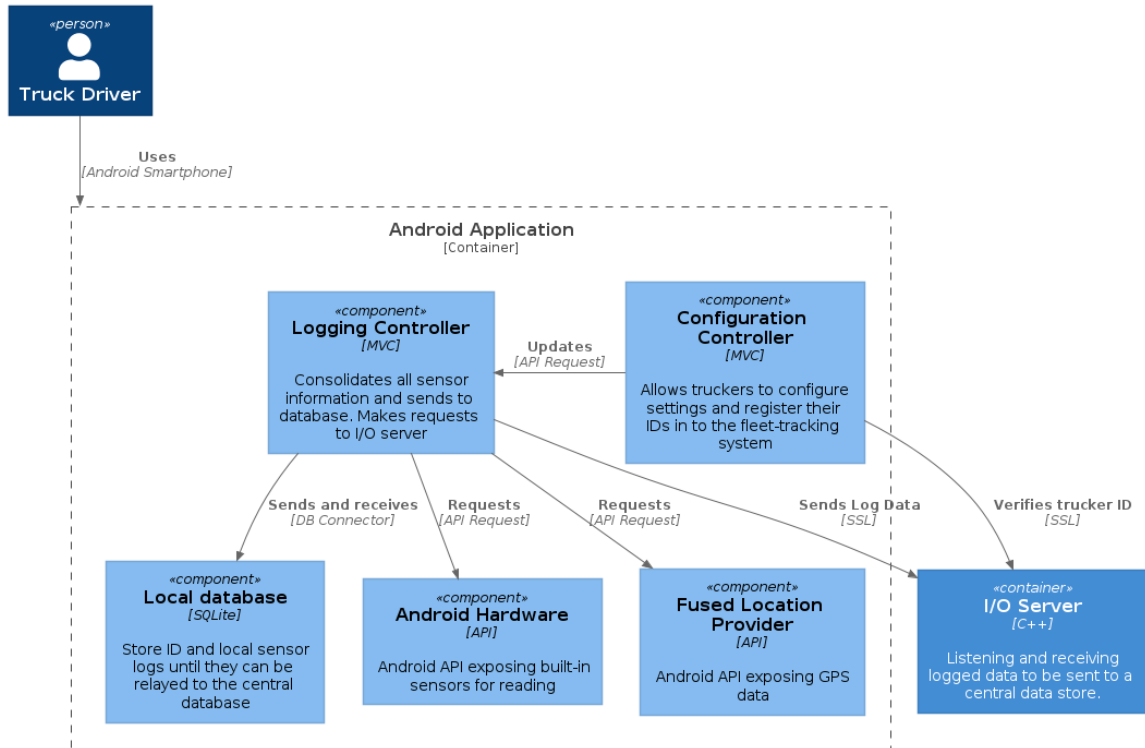 «person»
Truck Driver
Uses
[Android Smartphone]
Android Application
[Container]
«component»
Logging Controller
[MVC]
Consolidates all sensor
information and sends to
database. Makes requests
to I/O server
Updates
[API Request]
«component»
Configuration
Controller
[MVC]
Allows truckers to configure
settings and register their
IDs in to the fleet-tracking
system
Sends and receives
[DB Connector]
Requests
[API Request]
Requests
[API Request]
Sends Log Data
[SSL]
Verifies trucker ID
[SSL]
«component»
Local database
[SQLite]
Store ID and local sensor
logs until they can be
relayed to the central
database
«component»
Android Hardware
[API]
Android API exposing built-in
sensors for reading
«component»
Fused Location
Provider
[API]
Android API exposing GPS
data
«container»
I/O Server
[C++]
Listening and receiving
logged data to be sent to a
central data store.